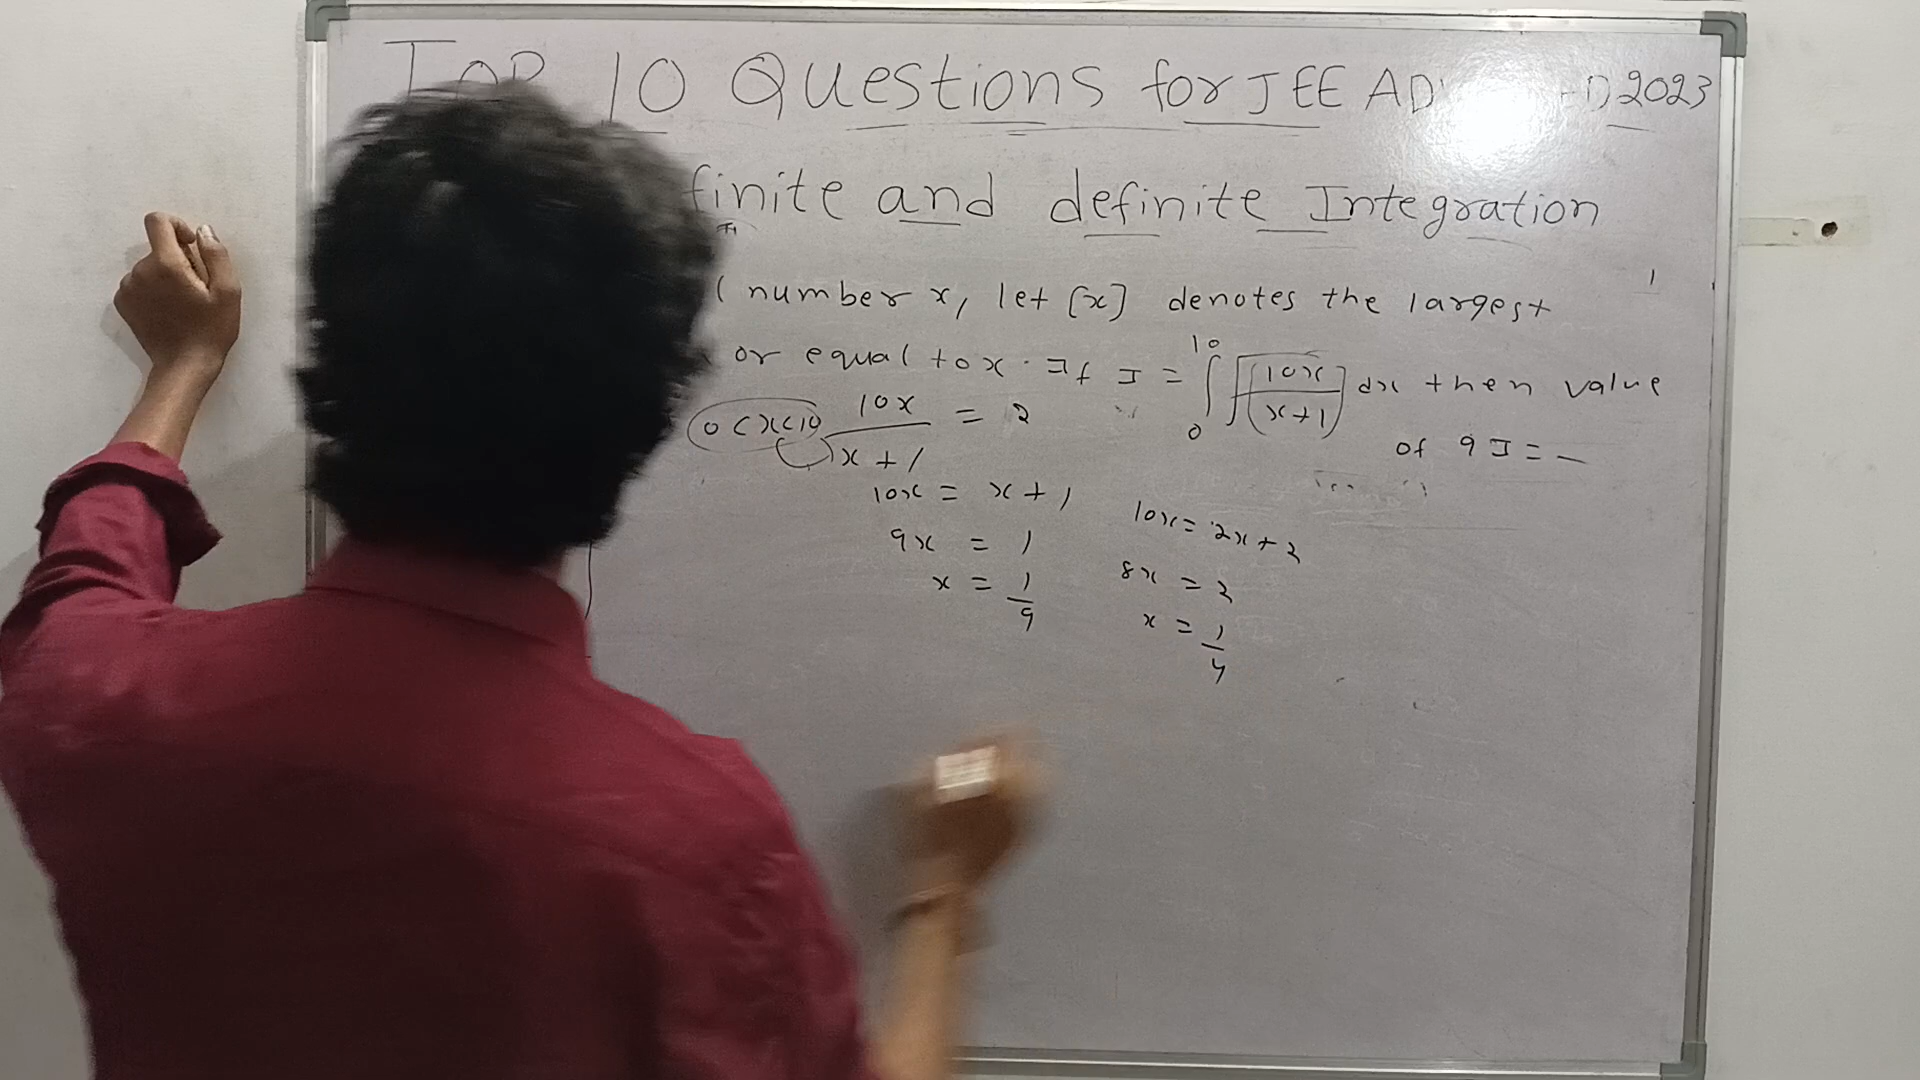 TOP 10 Questions for JEE AD 2023
finite and definite Integration
number x, let [x] denotes the largest
or equal to x. If I = ∫₀¹⁰ [√(10x/(x+1))] dx then value
of 9I = —
0<x<10 10x/(x+1) = 2
10x = x+1
9x = 1
x = 1/9
10x = 2x+2
8x = 2
x = 1/4